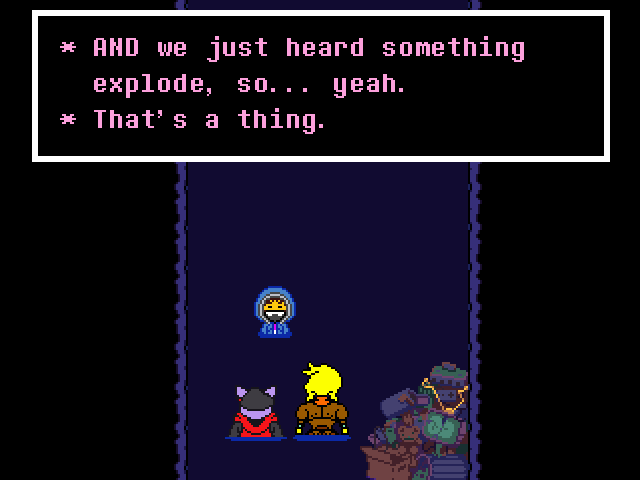 * AND we just heard something
explode, so... yeah.
* That's a thing.